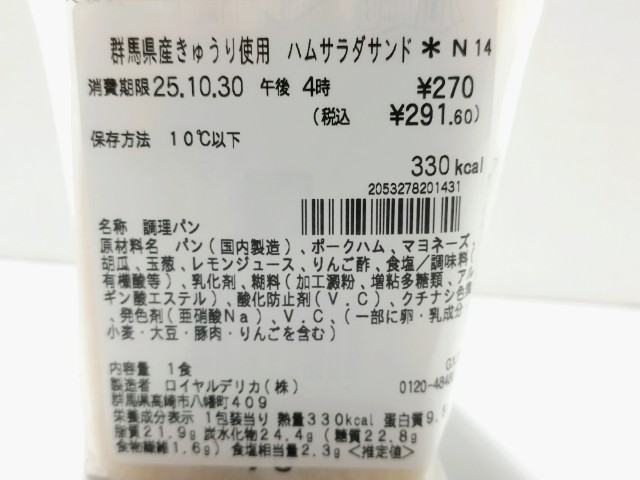 群馬県産きゅうり使用 ハムサラダサンド * N 14
消費期限 25.10.30 午後 4時 ¥270
(税込 ¥291.60)
保存方法 10℃以下
330 kcal
2053278201431
名称 調理パン
原材料名 パン(国内製造)、ポークハム、マヨネーズ、
胡瓜、玉葱、レモンジュース、りんご酢、食塩／調味料(
有機酸等)、乳化剤、糊料(加工澱粉、増粘多糖類、アル
ギン酸エステル)、酸化防止剤(V.C)、クチナシ色素
、発色剤(亜硝酸Na)、V.C、(一部に卵・乳成分
小麦・大豆・豚肉・りんごを含む)
内容量 1食
製造者 ロイヤルデリカ(株) 0120-484
群馬県高崎市八幡町409
栄養成分表示 1包装当り 熱量330kcal 蛋白質9.
脂質21.9g 炭水化物24.4g (糖質22.8g
食物繊維1.6g) 食塩相当量2.3g <推定値>